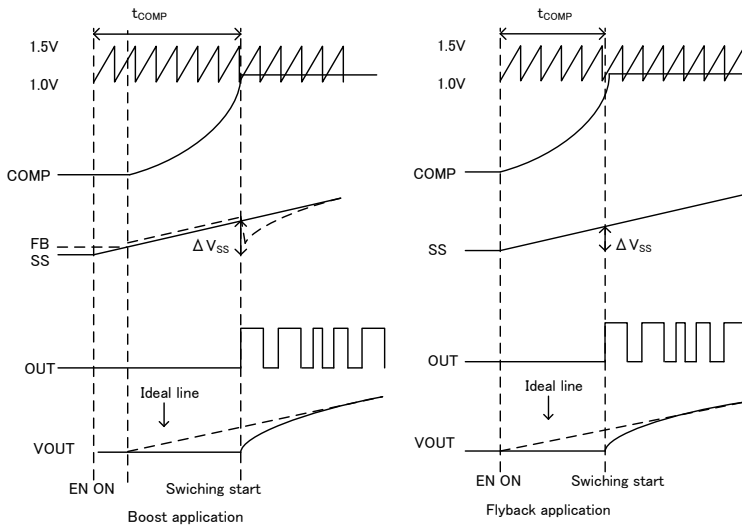 tCOMP
1.5V
1.0V
COMP
FB
SS
ΔVSS
OUT
Ideal line
VOUT
EN ON
Swiching start
Boost application
tCOMP
1.5V
1.0V
COMP
SS
ΔVSS
OUT
Ideal line
VOUT
EN ON
Swiching start
Flyback application